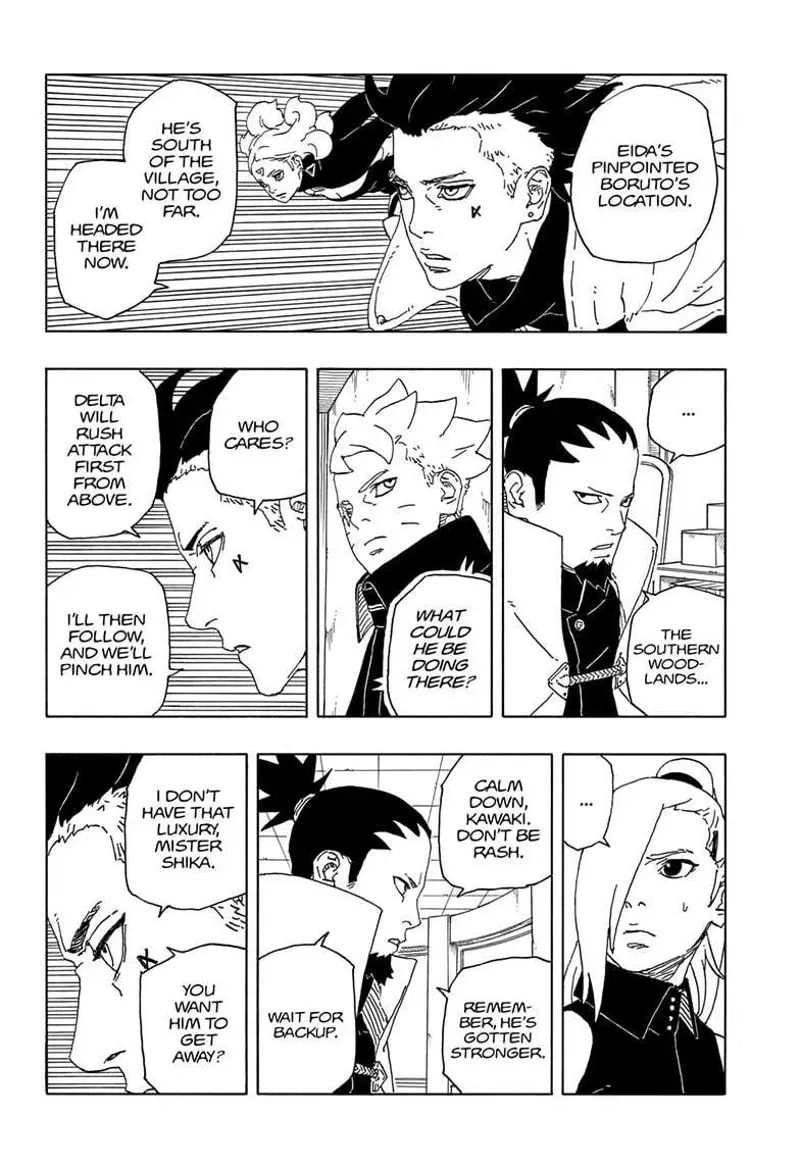 EIDA'S
PINPOINTED
BORUTO'S
LOCATION.
HE'S
SOUTH
OF THE
VILLAGE,
NOT TOO
FAR.
I'M
HEADED
THERE
NOW.
...
THE
SOUTHERN
WOOD-
LANDS...
WHAT
COULD
HE BE
DOING
THERE?
WHO
CARES?
DELTA
WILL
RUSH
ATTACK
FIRST
FROM
ABOVE.
I'LL THEN
FOLLOW,
AND WE'LL
PINCH HIM.
...
CALM
DOWN,
KAWAKI.
DON'T BE
RASH.
REMEM-
BER, HE'S
GOTTEN
STRONGER.
WAIT FOR
BACKUP.
I DON'T
HAVE THAT
LUXURY,
MISTER
SHIKA.
YOU
WANT
HIM TO
GET
AWAY?